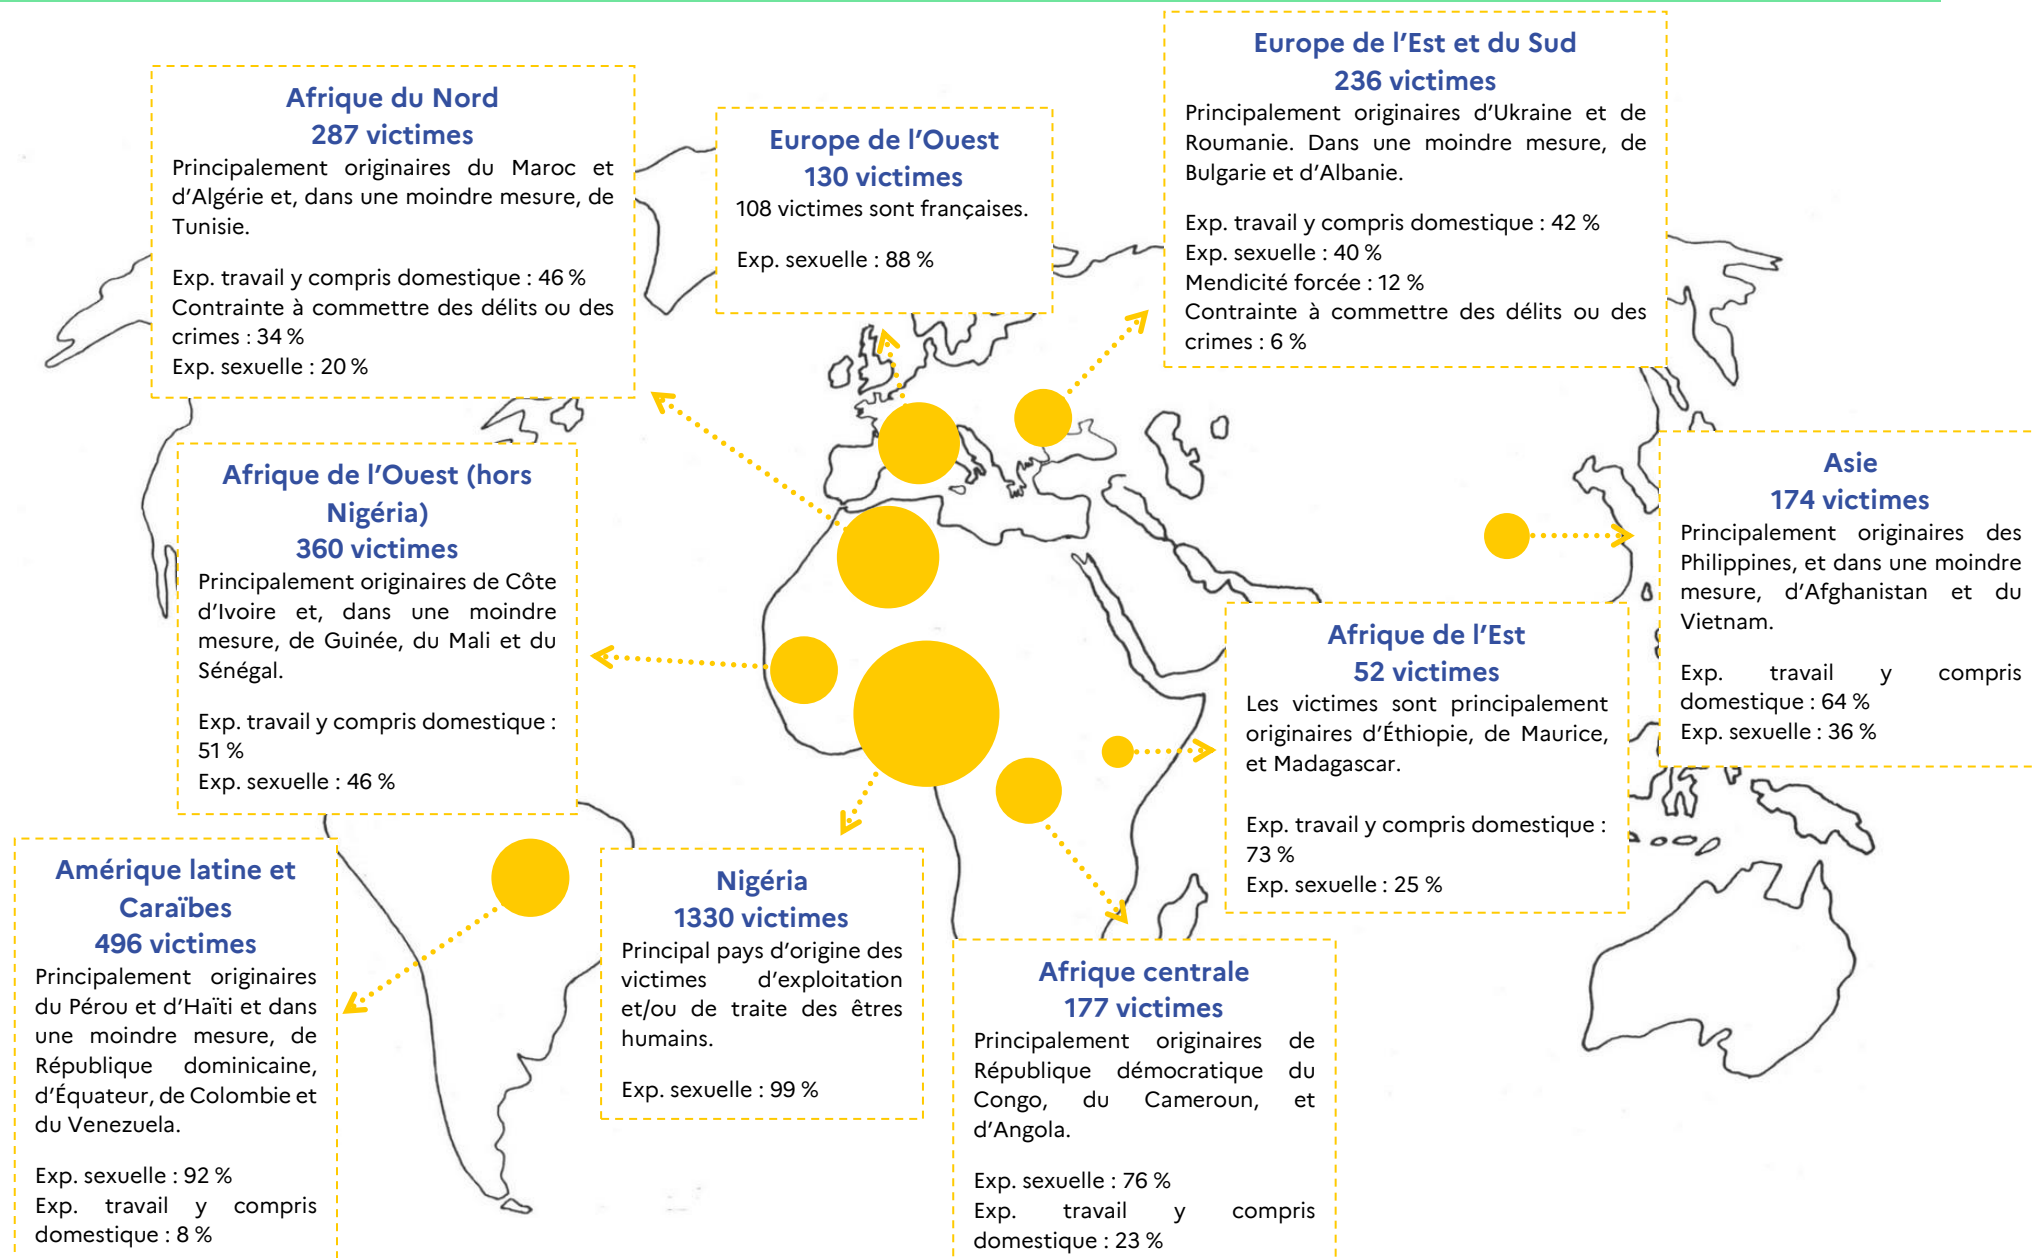 Afrique du Nord
287 victimes
Principalement originaires du Maroc et
d'Algérie et, dans une moindre mesure, de
Tunisie.
Exp. travail y compris domestique : 46 %
Contrainte à commettre des délits ou des
crimes : 34 %
Exp. sexuelle : 20 %
Europe de l'Ouest
130 victimes
108 victimes sont françaises.
Exp. sexuelle : 88 %
Europe de l'Est et du Sud
236 victimes
Principalement originaires d'Ukraine et de
Roumanie. Dans une moindre mesure, de
Bulgarie et d'Albanie.
Exp. travail y compris domestique : 42 %
Exp. sexuelle : 40 %
Mendicité forcée : 12 %
Contrainte à commettre des délits ou des
crimes : 6 %
Afrique de l'Ouest (hors
Nigéria)
360 victimes
Principalement originaires de Côte
d'Ivoire et, dans une moindre
mesure, de Guinée, du Mali et du
Sénégal.
Exp. travail y compris domestique :
51 %
Exp. sexuelle : 46 %
Asie
174 victimes
Principalement originaires des
Philippines, et dans une moindre
mesure, d'Afghanistan et du
Vietnam.
Exp. travail y compris
domestique : 64 %
Exp. sexuelle : 36 %
Afrique de l'Est
52 victimes
Les victimes sont principalement
originaires d'Éthiopie, de Maurice,
et Madagascar.
Exp. travail y compris domestique :
73 %
Exp. sexuelle : 25 %
Amérique latine et
Caraïbes
496 victimes
Principalement originaires
du Pérou et d'Haïti et dans
une moindre mesure, de
République dominicaine,
d'Équateur, de Colombie et
du Venezuela.
Exp. sexuelle : 92 %
Exp. travail y compris
domestique : 8 %
Nigéria
1330 victimes
Principal pays d'origine des
victimes d'exploitation
et/ou de traite des êtres
humains.
Exp. sexuelle : 99 %
Afrique centrale
177 victimes
Principalement originaires de
République démocratique du
Congo, du Cameroun, et
d'Angola.
Exp. sexuelle : 76 %
Exp. travail y compris
domestique : 23 %